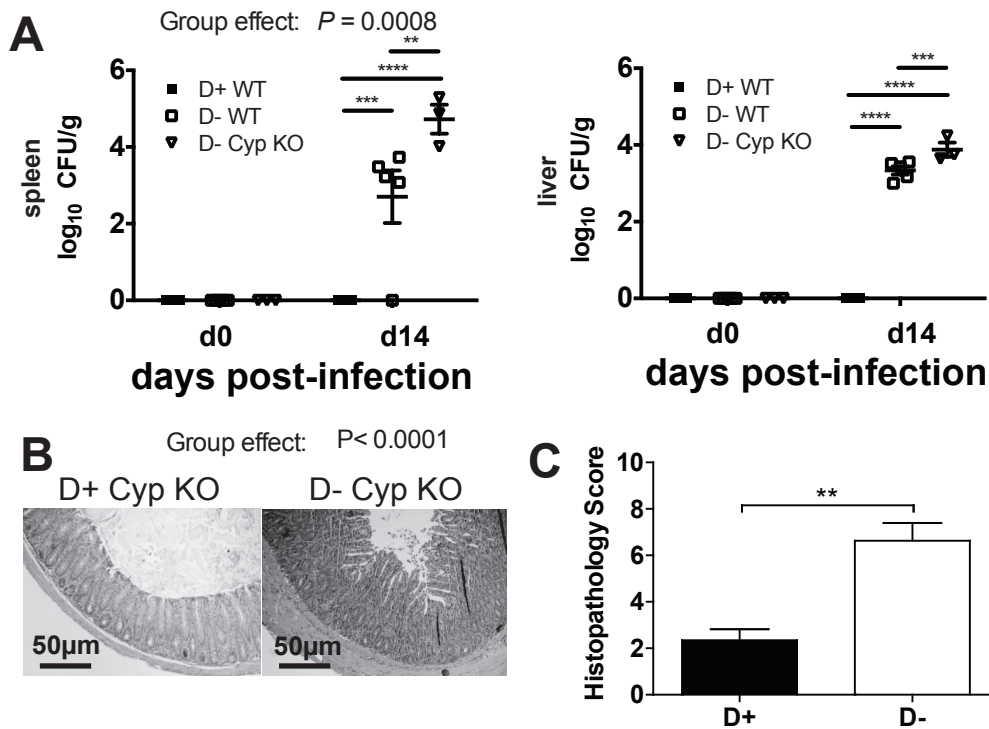 A
Group effect: P = 0.0008
**
****
***
6
4
2
0
spleen
log10 CFU/g
D+ WT
D- WT
D- Cyp KO
d0
d14
days post-infection
***
****
****
6
4
2
0
liver
log10 CFU/g
D+ WT
D- WT
D- Cyp KO
d0
d14
days post-infection
B
Group effect: P< 0.0001
D+ Cyp KO
D- Cyp KO
50µm
50µm
C
**
10
8
6
4
2
0
Histopathology Score
D+
D-